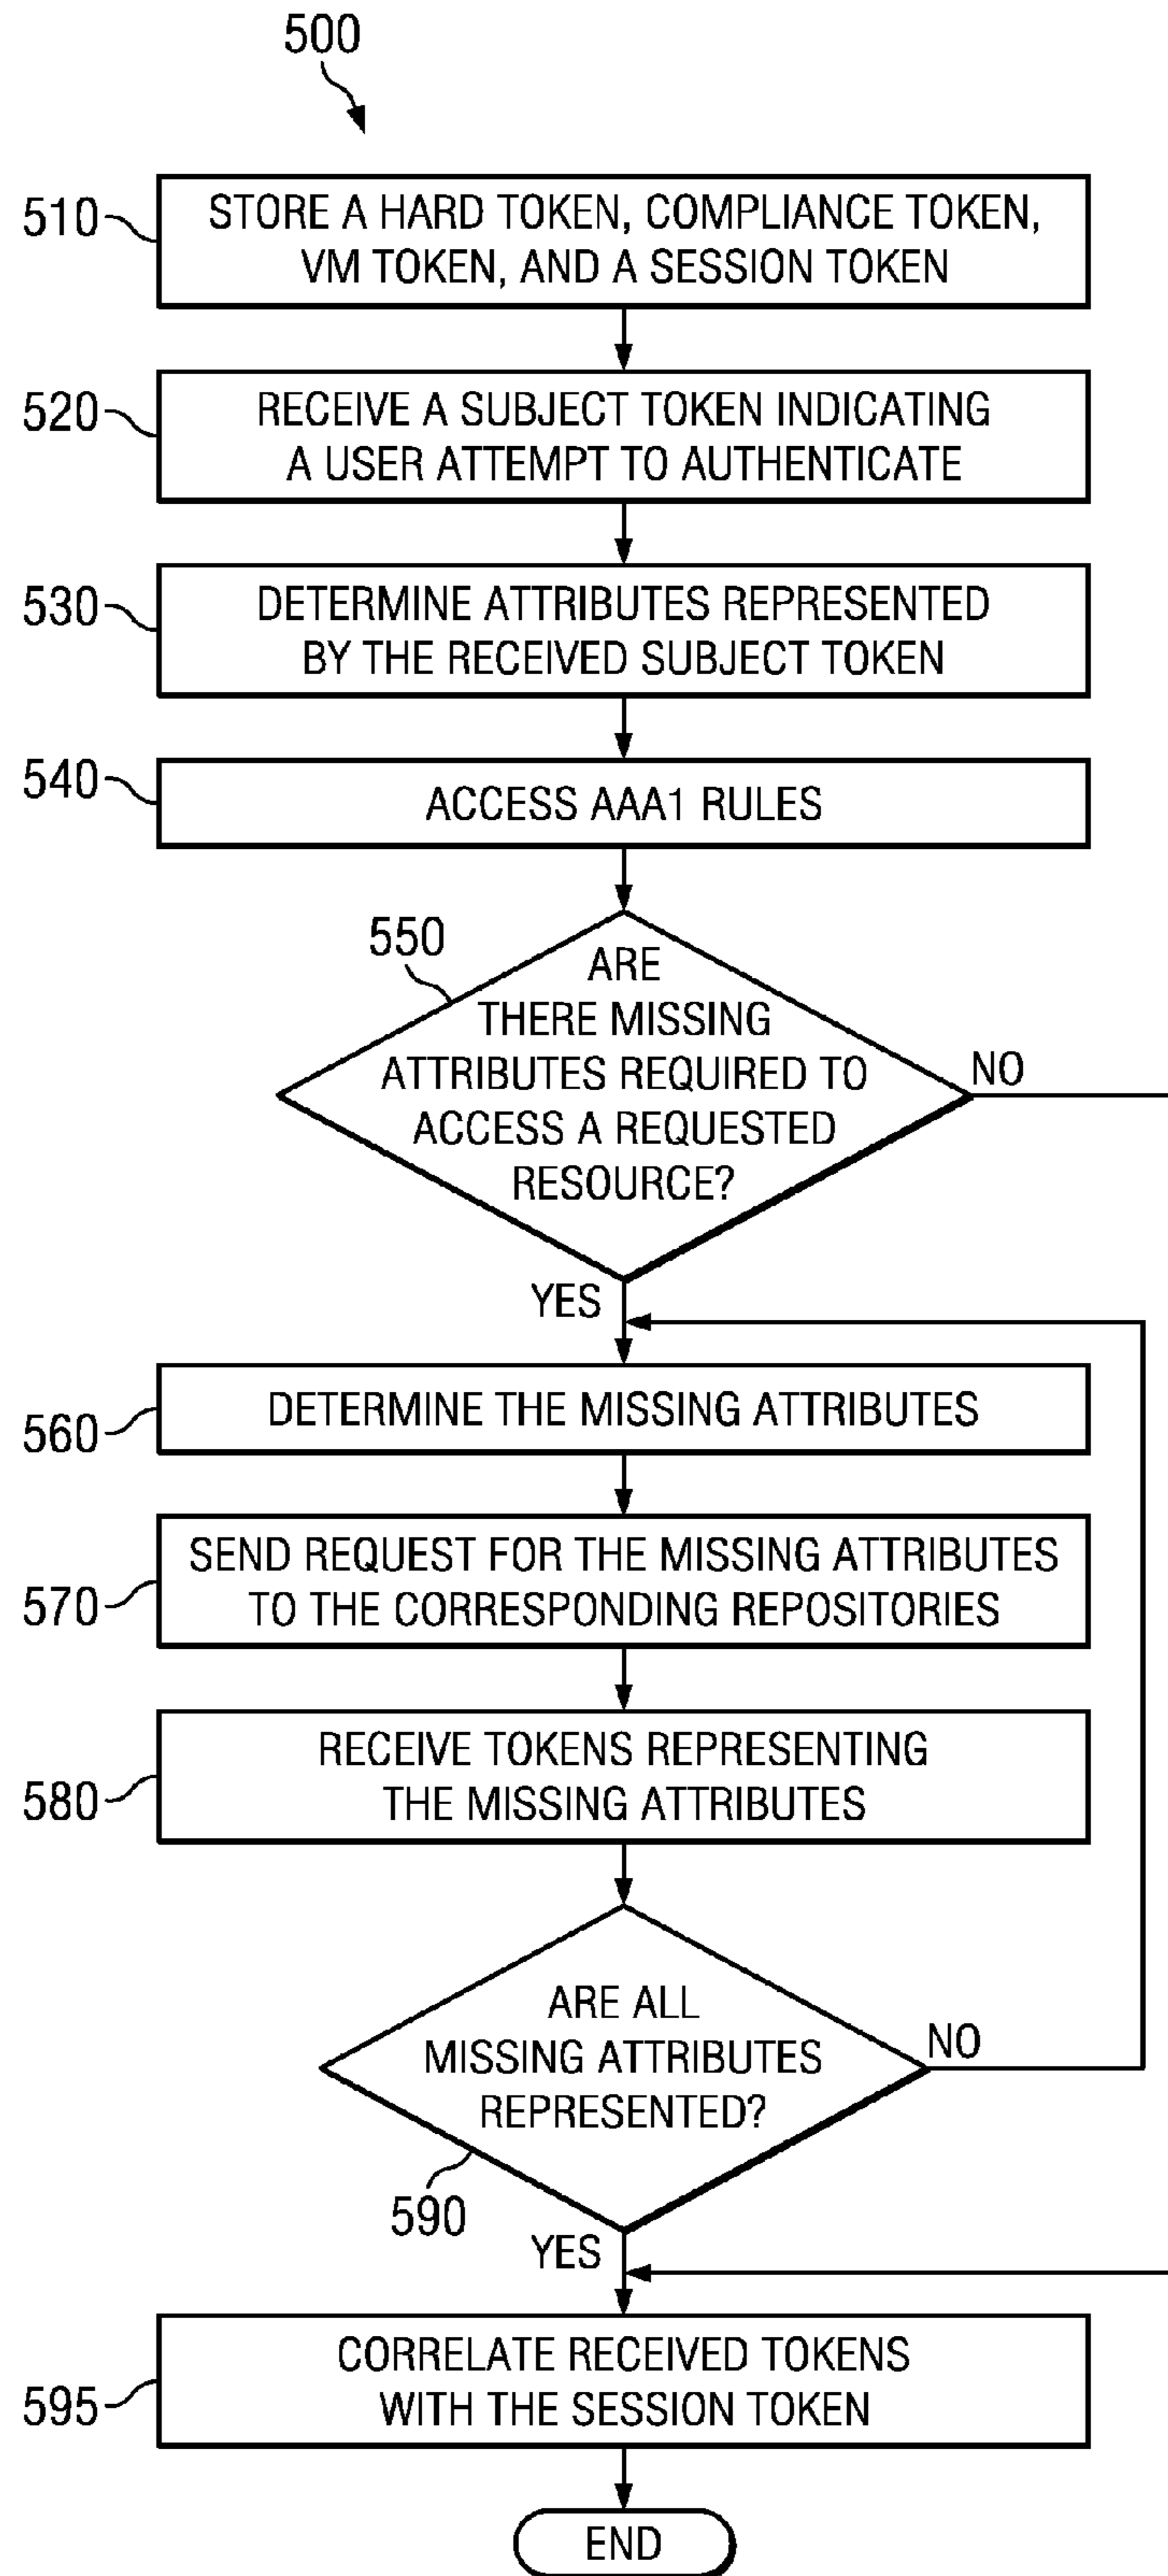 500
510
STORE A HARD TOKEN, COMPLIANCE TOKEN,
VM TOKEN, AND A SESSION TOKEN
520
RECEIVE A SUBJECT TOKEN INDICATING
A USER ATTEMPT TO AUTHENTICATE
530
DETERMINE ATTRIBUTES REPRESENTED
BY THE RECEIVED SUBJECT TOKEN
540
ACCESS AAA1 RULES
550
ARE
THERE MISSING
ATTRIBUTES REQUIRED TO
ACCESS A REQUESTED
RESOURCE?
NO
YES
560
DETERMINE THE MISSING ATTRIBUTES
570
SEND REQUEST FOR THE MISSING ATTRIBUTES
TO THE CORRESPONDING REPOSITORIES
580
RECEIVE TOKENS REPRESENTING
THE MISSING ATTRIBUTES
ARE ALL
MISSING ATTRIBUTES
REPRESENTED?
NO
590
YES
595
CORRELATE RECEIVED TOKENS
WITH THE SESSION TOKEN
END